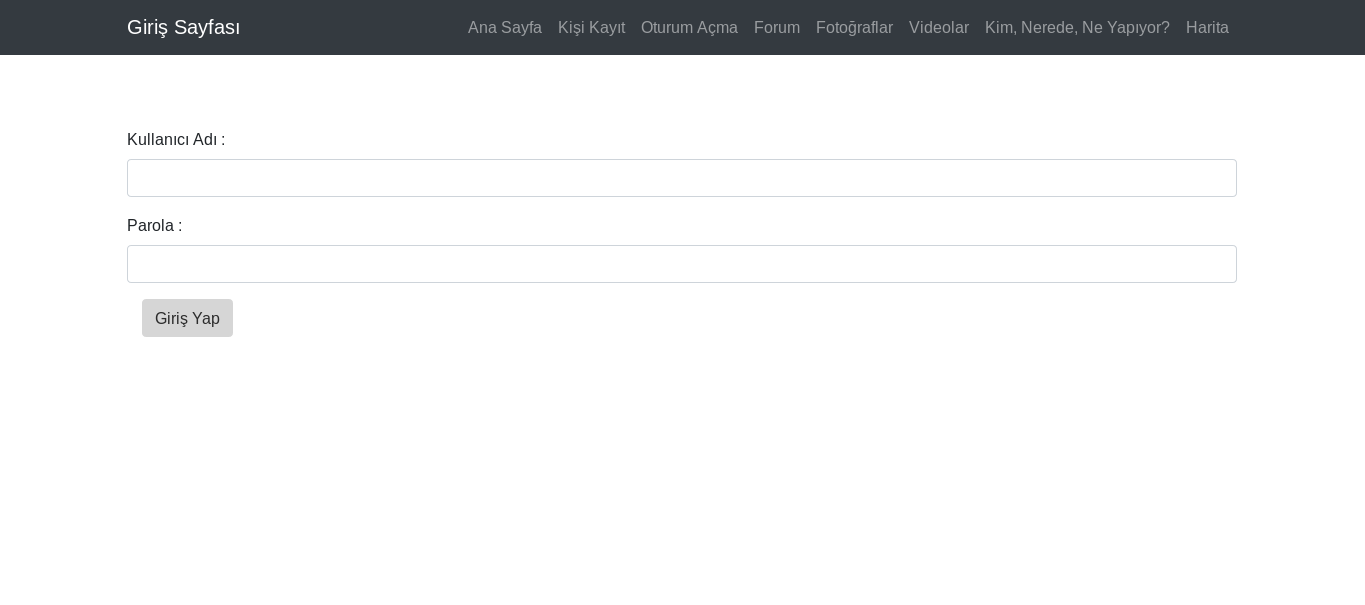 Giriş Sayfası Ana Sayfa Kişi Kayıt Oturum Açma Forum Fotoğraflar Videolar Kim, Nerede, Ne Yapıyor? Harita
Kullanıcı Adı :
Parola :
Giriş Yap